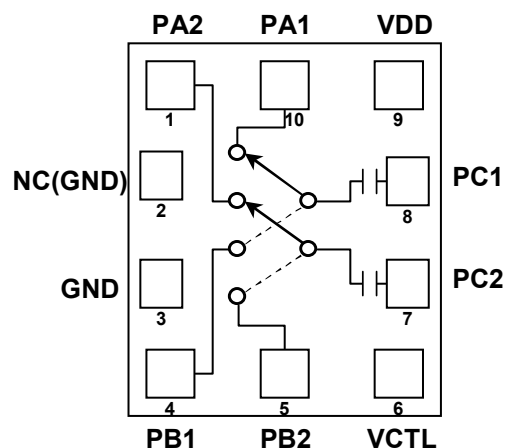 PA2 PA1 VDD
1 10 9
NC(GND) 2 8 PC1
GND 3 7 PC2
4 5 6
PB1 PB2 VCTL